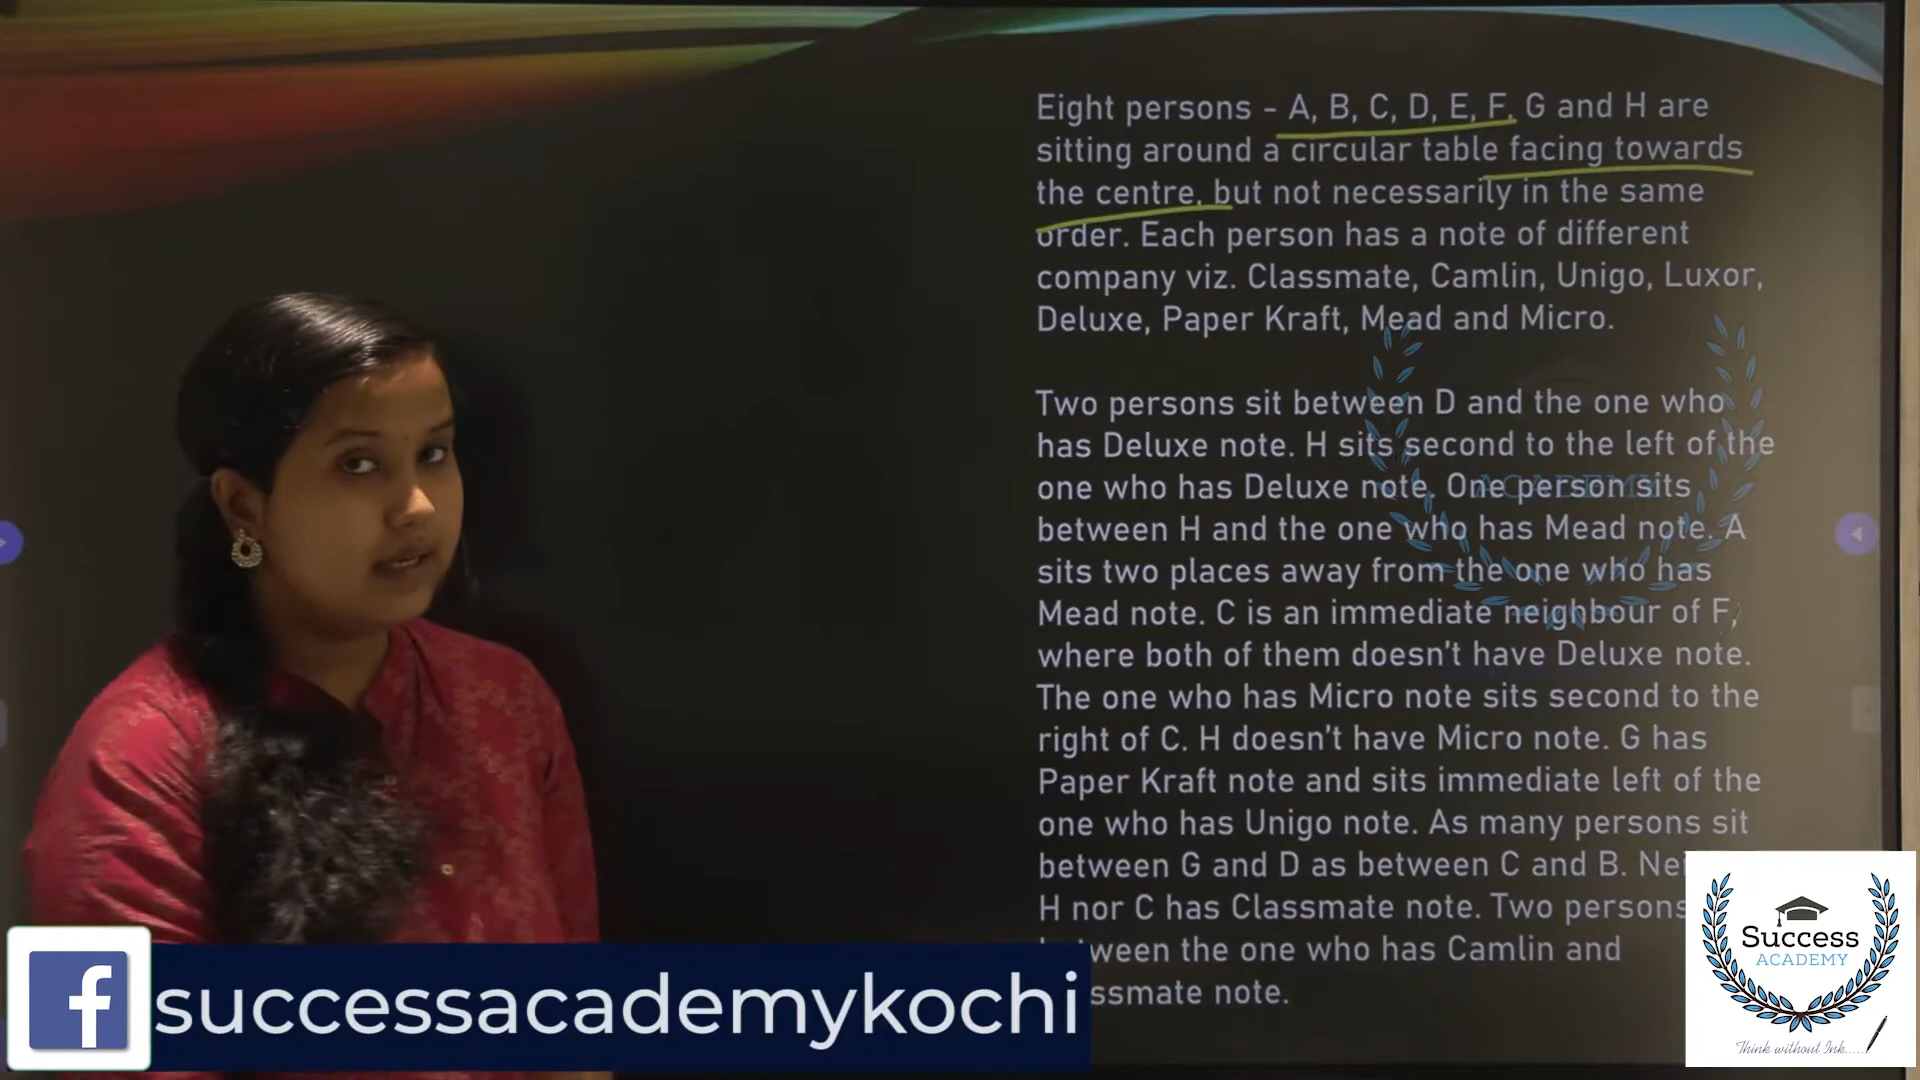 Eight persons - A, B, C, D, E, F, G and H are
sitting around a circular table facing towards
the centre, but not necessarily in the same
order. Each person has a note of different
company viz. Classmate, Camlin, Unigo, Luxor,
Deluxe, Paper Kraft, Mead and Micro.
Two persons sit between D and the one who
has Deluxe note. H sits second to the left of the
one who has Deluxe note. One person sits
between H and the one who has Mead note. A
sits two places away from the one who has
Mead note. C is an immediate neighbour of F,
where both of them doesn't have Deluxe note.
The one who has Micro note sits second to the
right of C. H doesn't have Micro note. G has
Paper Kraft note and sits immediate left of the
one who has Unigo note. As many persons sit
between G and D as between C and B.
H nor C has Classmate note. Two persons
the one who has Camlin and
note.
ACADEMY
successacademykochi
Success
ACADEMY
Think without Ink......